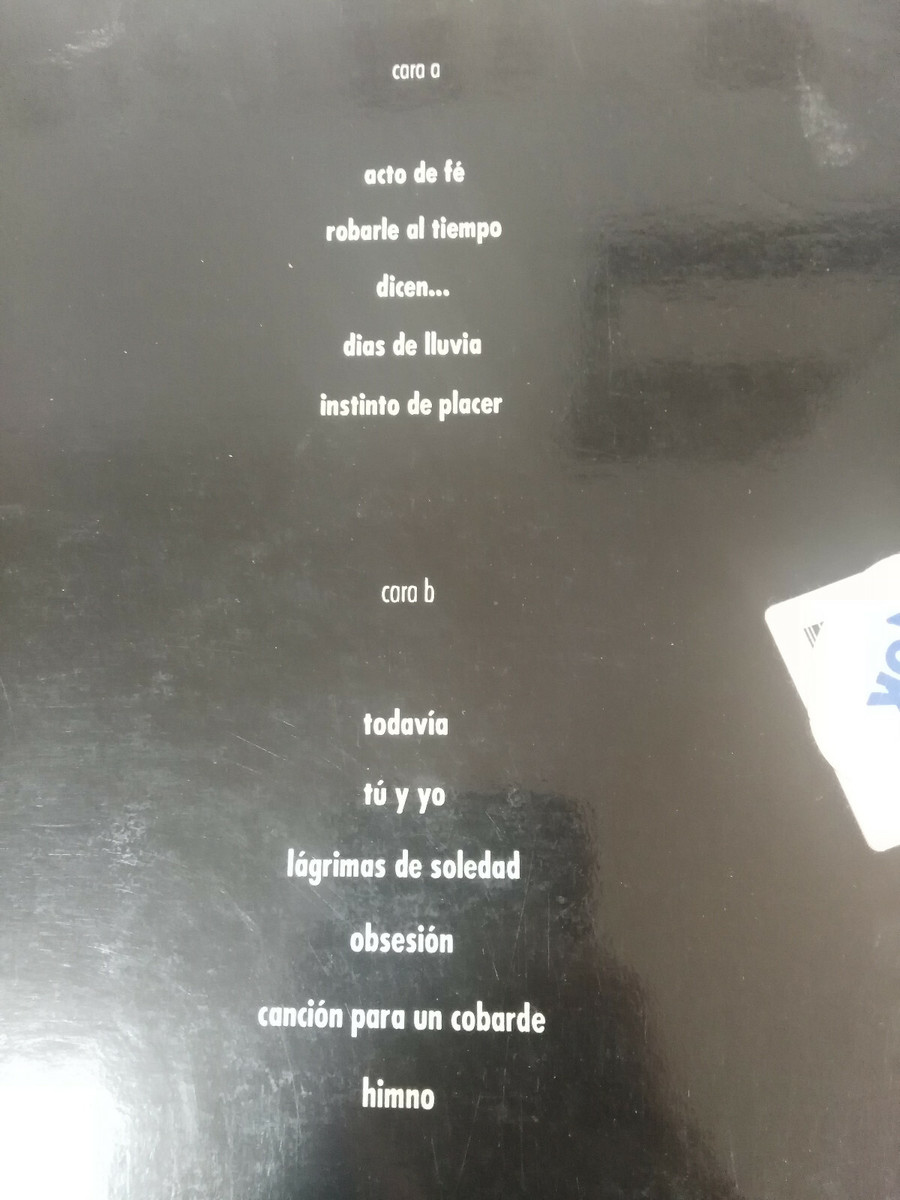 cara a
acto de fé
robarle al tiempo
dicen...
dias de lluvia
instinto de placer
cara b
todavía
tú y yo
lágrimas de soledad
obsesión
canción para un cobarde
himno